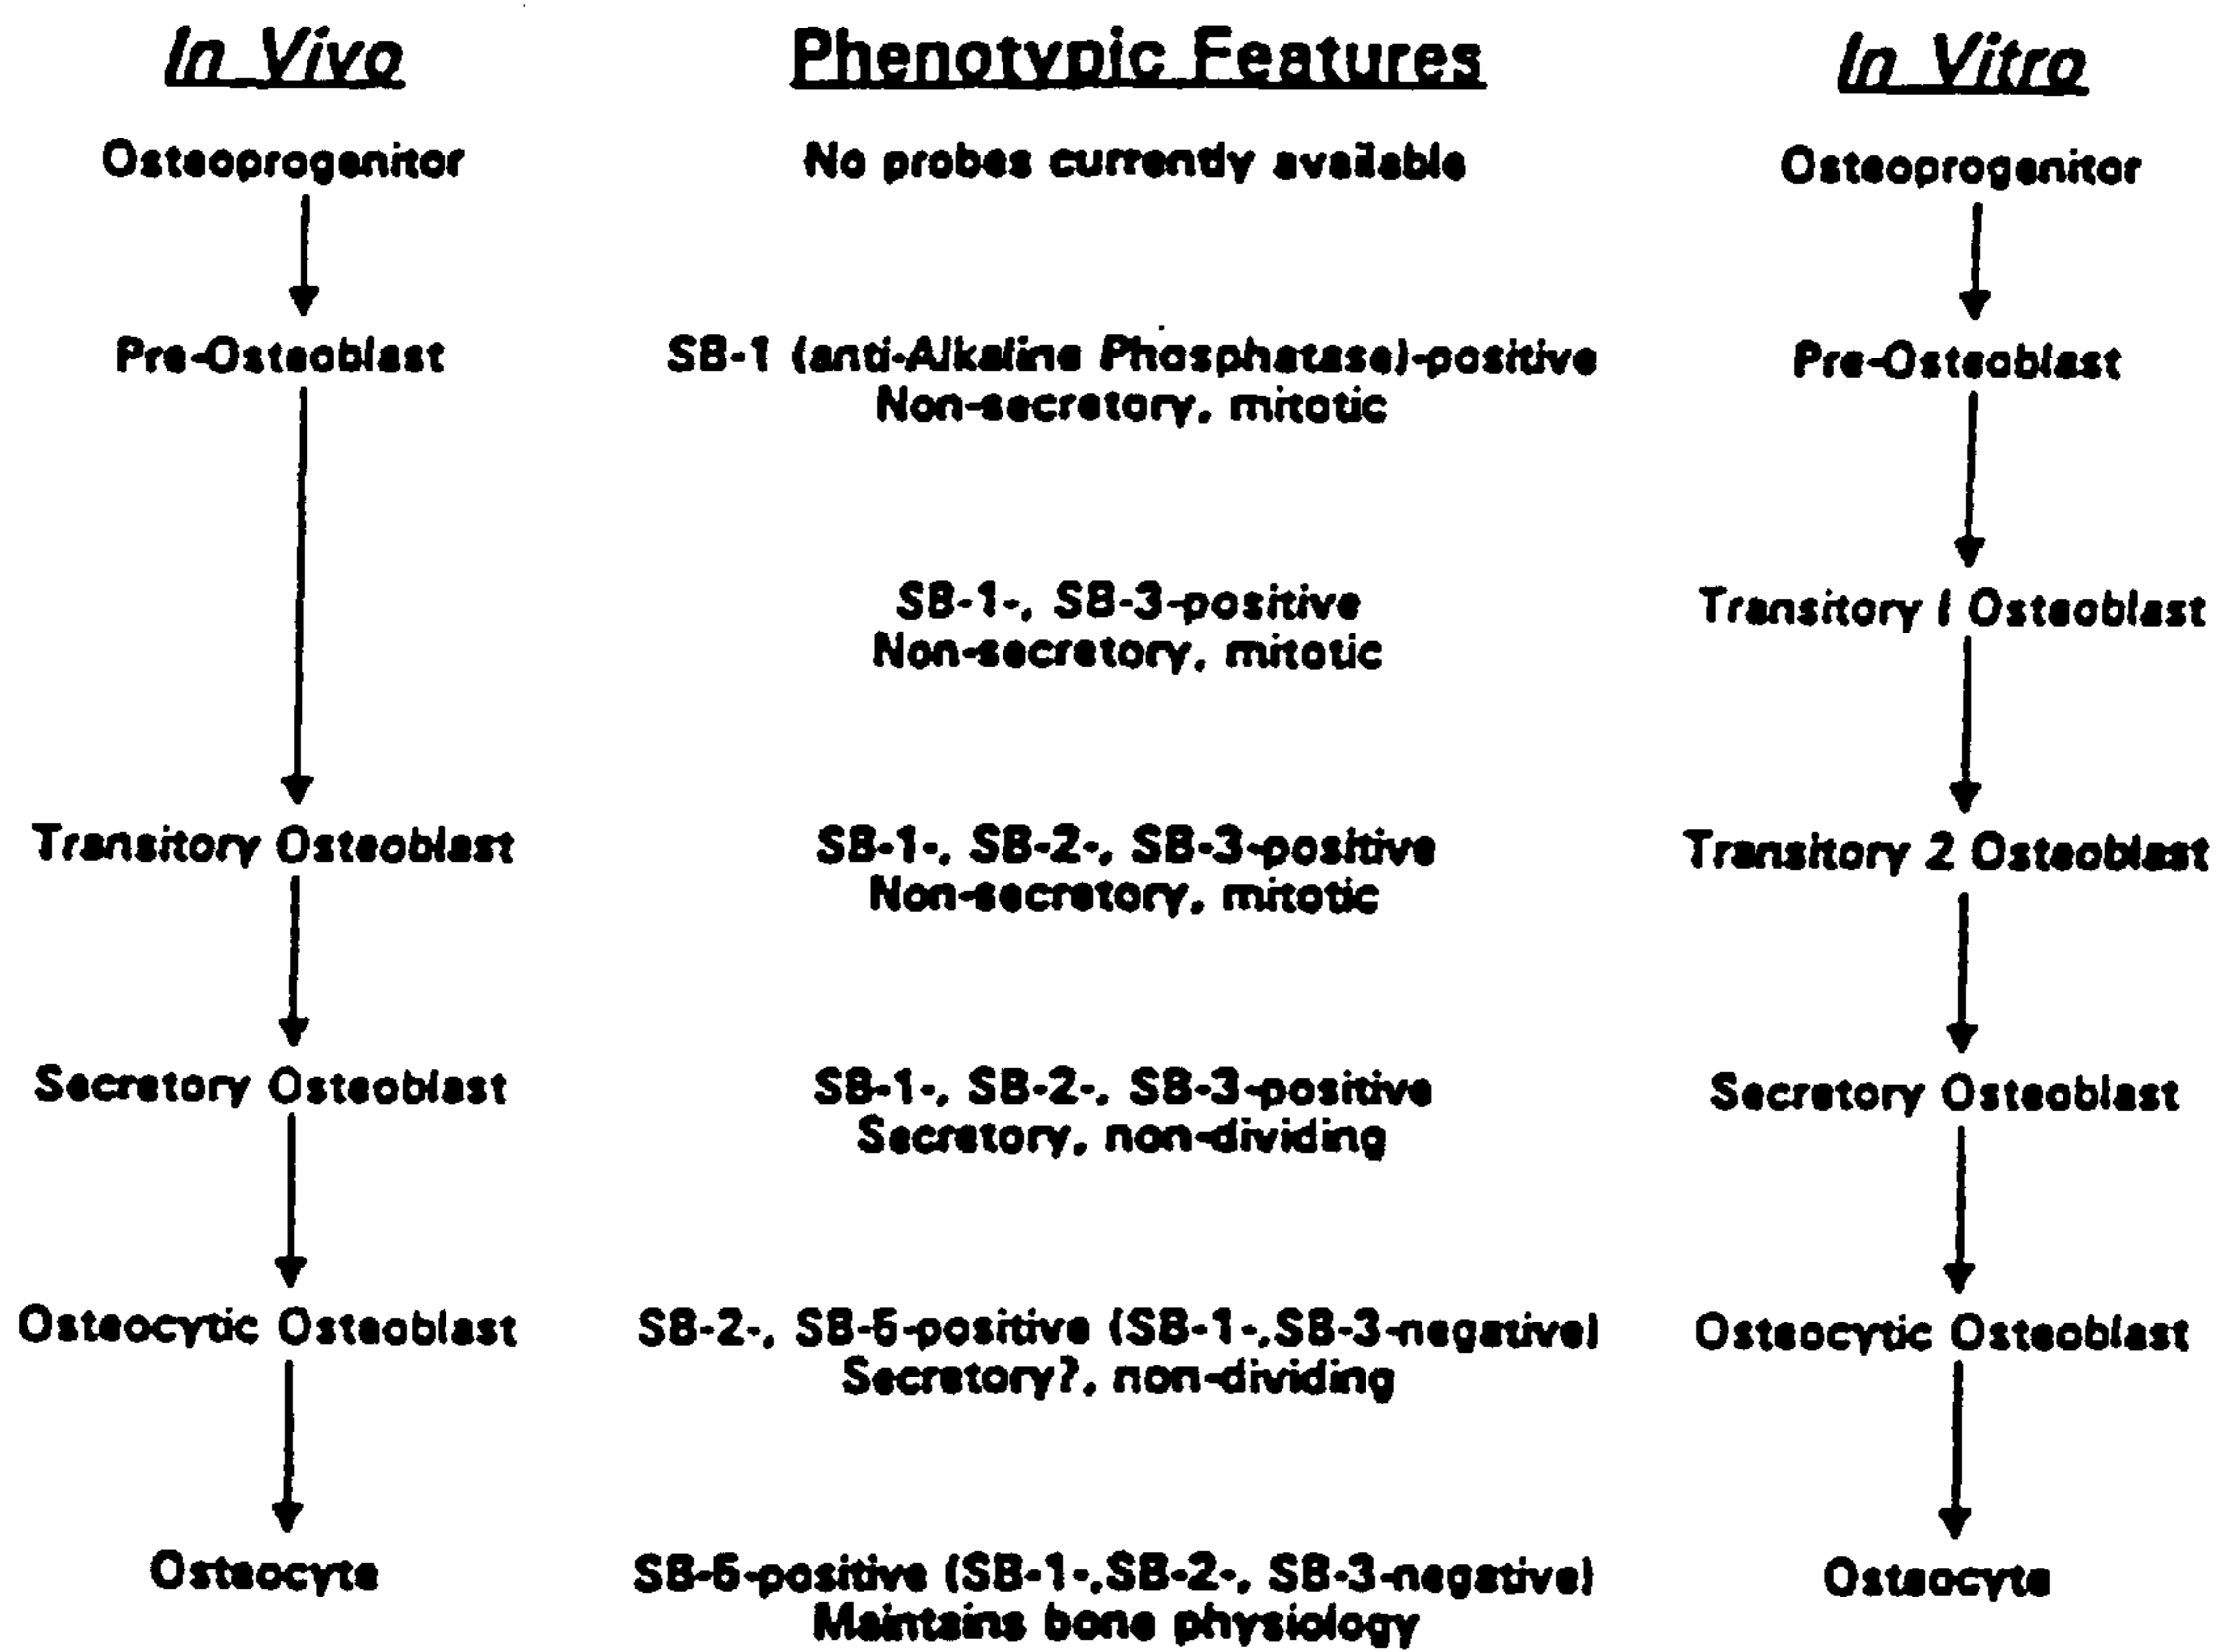 In Vivo Phenotypic Features In Vitro
Osteoprogenitor No probes currently available Osteoprogenitor
Pre-Osteoblast SB-1 (anti-Alkaline Phosphatase)-positive Pre-Osteoblast
Non-secretory, mitotic
SB-1-, SB-3-positive Transitory 1 Osteoblast
Non-secretory, mitotic
Transitory Osteoblast SB-1-, SB-2-, SB-3-positive Transitory 2 Osteoblast
Non-secretory, mitotic
Secretory Osteoblast SB-1-, SB-2-, SB-3-positive Secretory Osteoblast
Secretory, non-dividing
Osteocytic Osteoblast SB-2-, SB-5-positive (SB-1-,SB-3-negative) Osteocytic Osteoblast
Secretory?, non-dividing
Osteocyte SB-5-positive (SB-1-,SB-2-, SB-3-negative) Osteocyte
Maintains bone physiology